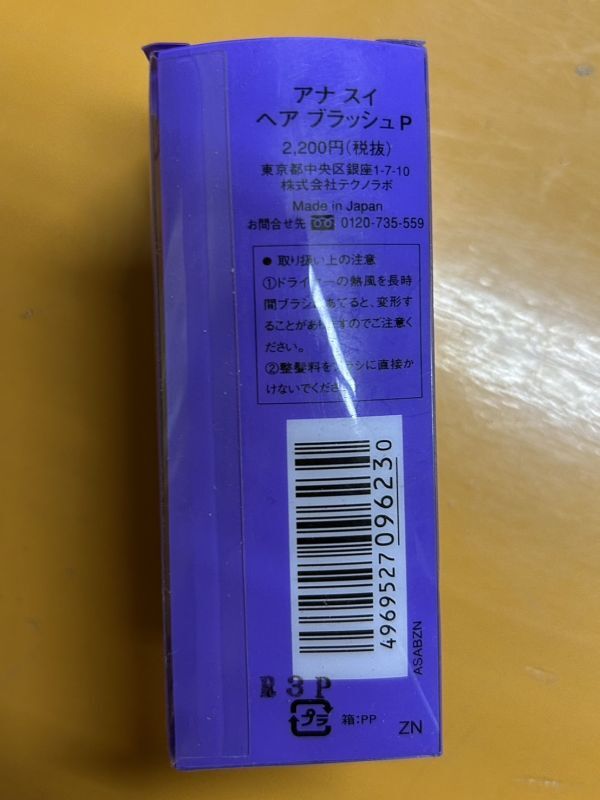 アナ スイ
ヘア ブラッシュP
2,200円(税抜)
東京都中央区銀座1-7-10
株式会社テクノラボ
Made in Japan
お問合せ先 0120-735-559
● 取り扱い上の注意
①ドライヤーの熱風を長時
間ブラシにあてると、変形す
ることがありますのでご注意く
ださい。
②整髪料をブラシに直接か
けないでください。
4969527096230
ASABZN
R3P
プラ 箱:PP
ZN